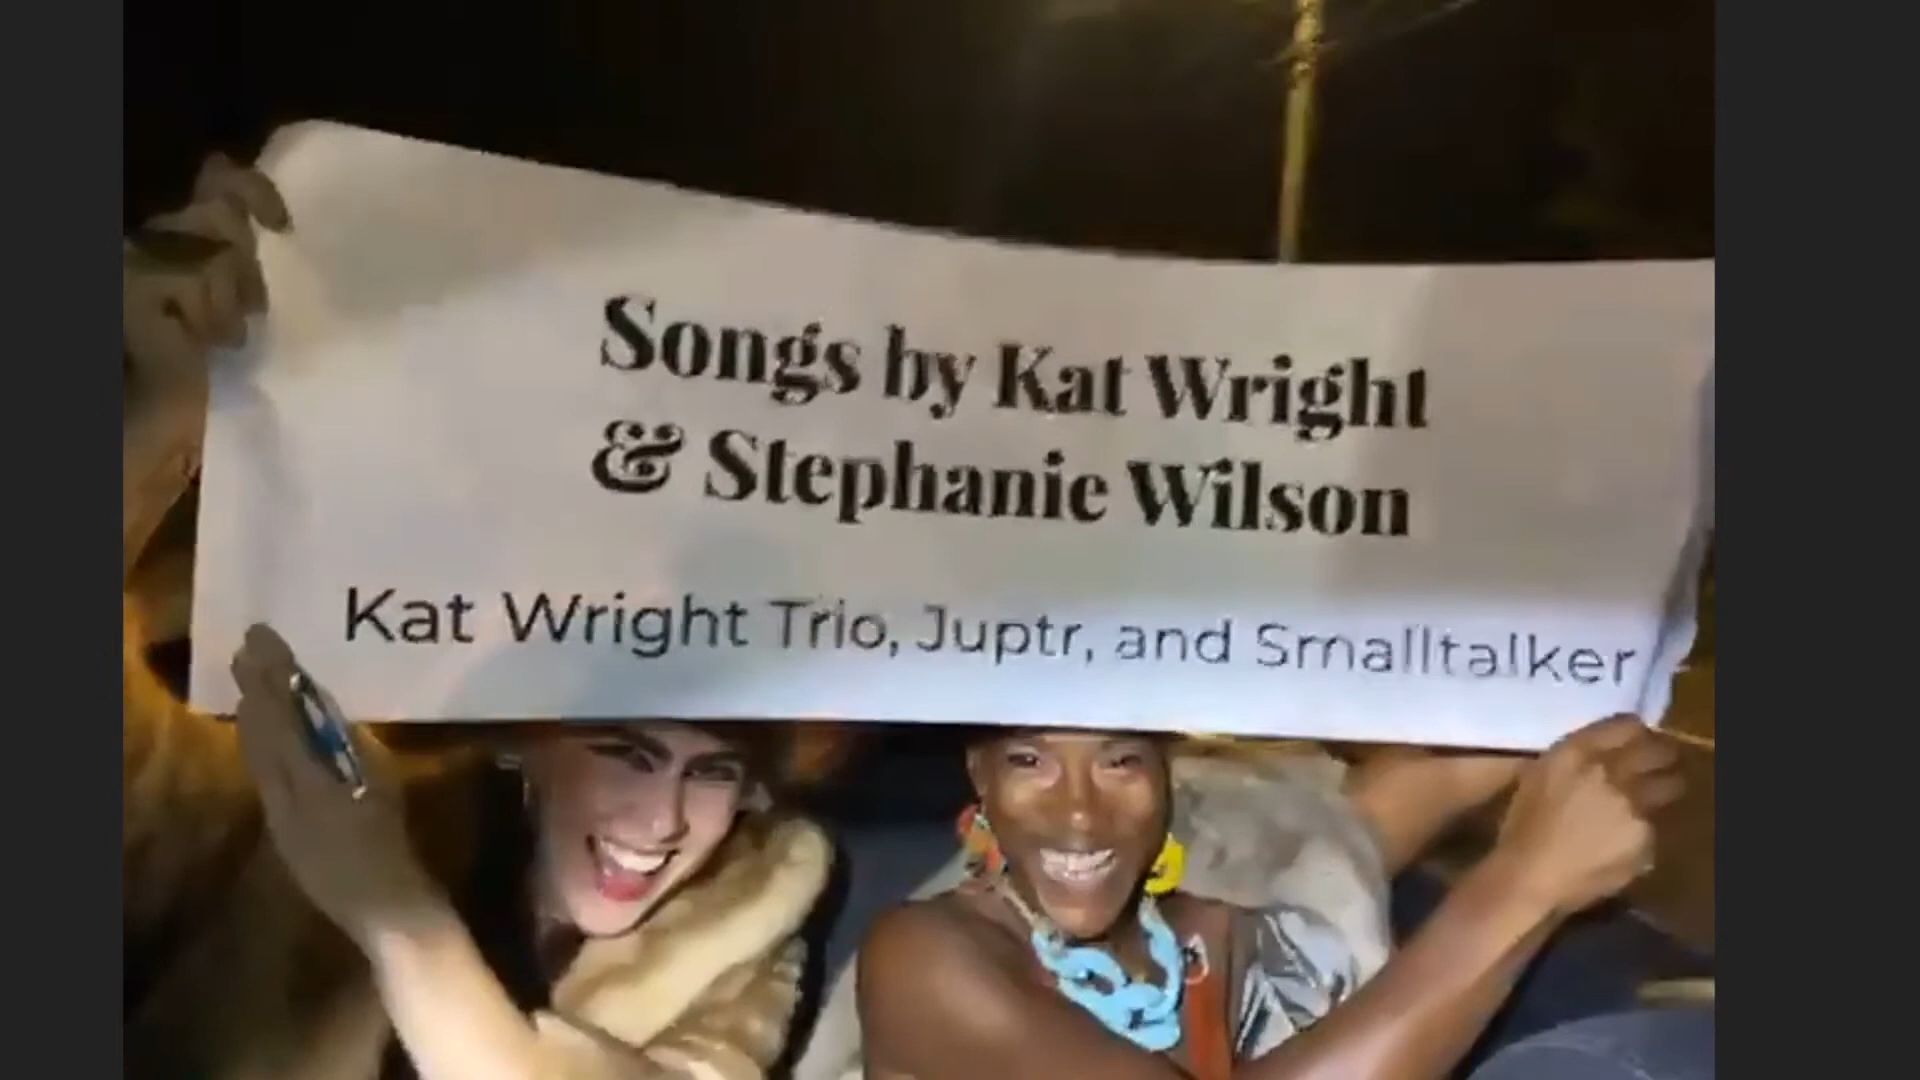 Songs by Kat Wright
& Stephanie Wilson
Kat Wright Trio, Juptr, and Smalltalker